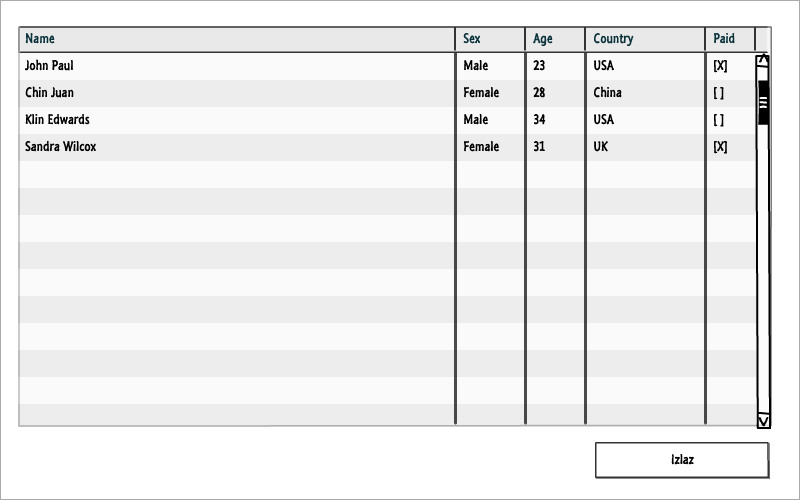 Name Sex Age Country Paid
John Paul Male 23 USA [X]
Chin Juan Female 28 China [ ]
Klin Edwards Male 34 USA [ ]
Sandra Wilcox Female 31 UK [X]
Izlaz